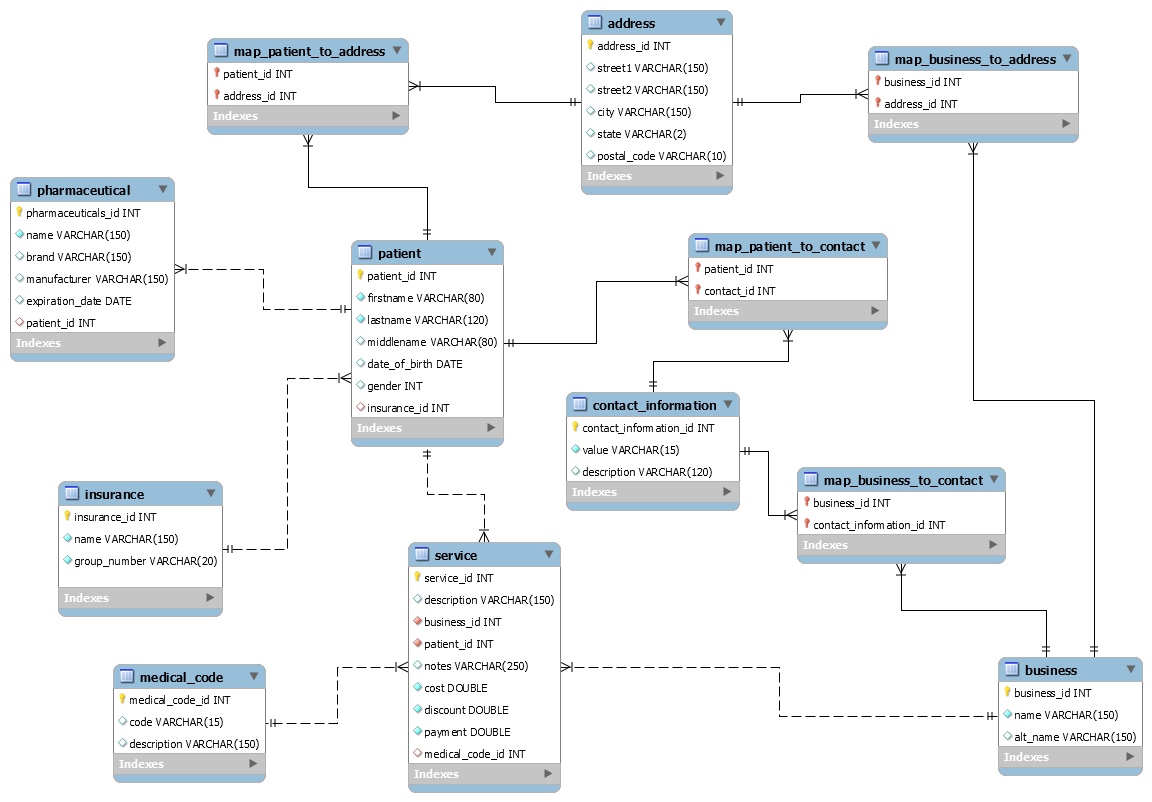 address
address_id INT
street1 VARCHAR(150)
street2 VARCHAR(150)
city VARCHAR(150)
state VARCHAR(2)
postal_code VARCHAR(10)
Indexes
map_patient_to_address
patient_id INT
address_id INT
Indexes
map_business_to_address
business_id INT
address_id INT
Indexes
pharmaceutical
pharmaceuticals_id INT
name VARCHAR(150)
brand VARCHAR(150)
manufacturer VARCHAR(150)
expiration_date DATE
patient_id INT
Indexes
patient
patient_id INT
firstname VARCHAR(80)
lastname VARCHAR(120)
middlename VARCHAR(80)
date_of_birth DATE
gender INT
insurance_id INT
Indexes
map_patient_to_contact
patient_id INT
contact_id INT
Indexes
contact_information
contact_information_id INT
value VARCHAR(15)
description VARCHAR(120)
Indexes
map_business_to_contact
business_id INT
contact_information_id INT
Indexes
insurance
insurance_id INT
name VARCHAR(150)
group_number VARCHAR(20)
Indexes
service
service_id INT
description VARCHAR(150)
business_id INT
patient_id INT
notes VARCHAR(250)
cost DOUBLE
discount DOUBLE
payment DOUBLE
medical_code_id INT
Indexes
medical_code
medical_code_id INT
code VARCHAR(15)
description VARCHAR(150)
Indexes
business
business_id INT
name VARCHAR(150)
alt_name VARCHAR(150)
Indexes